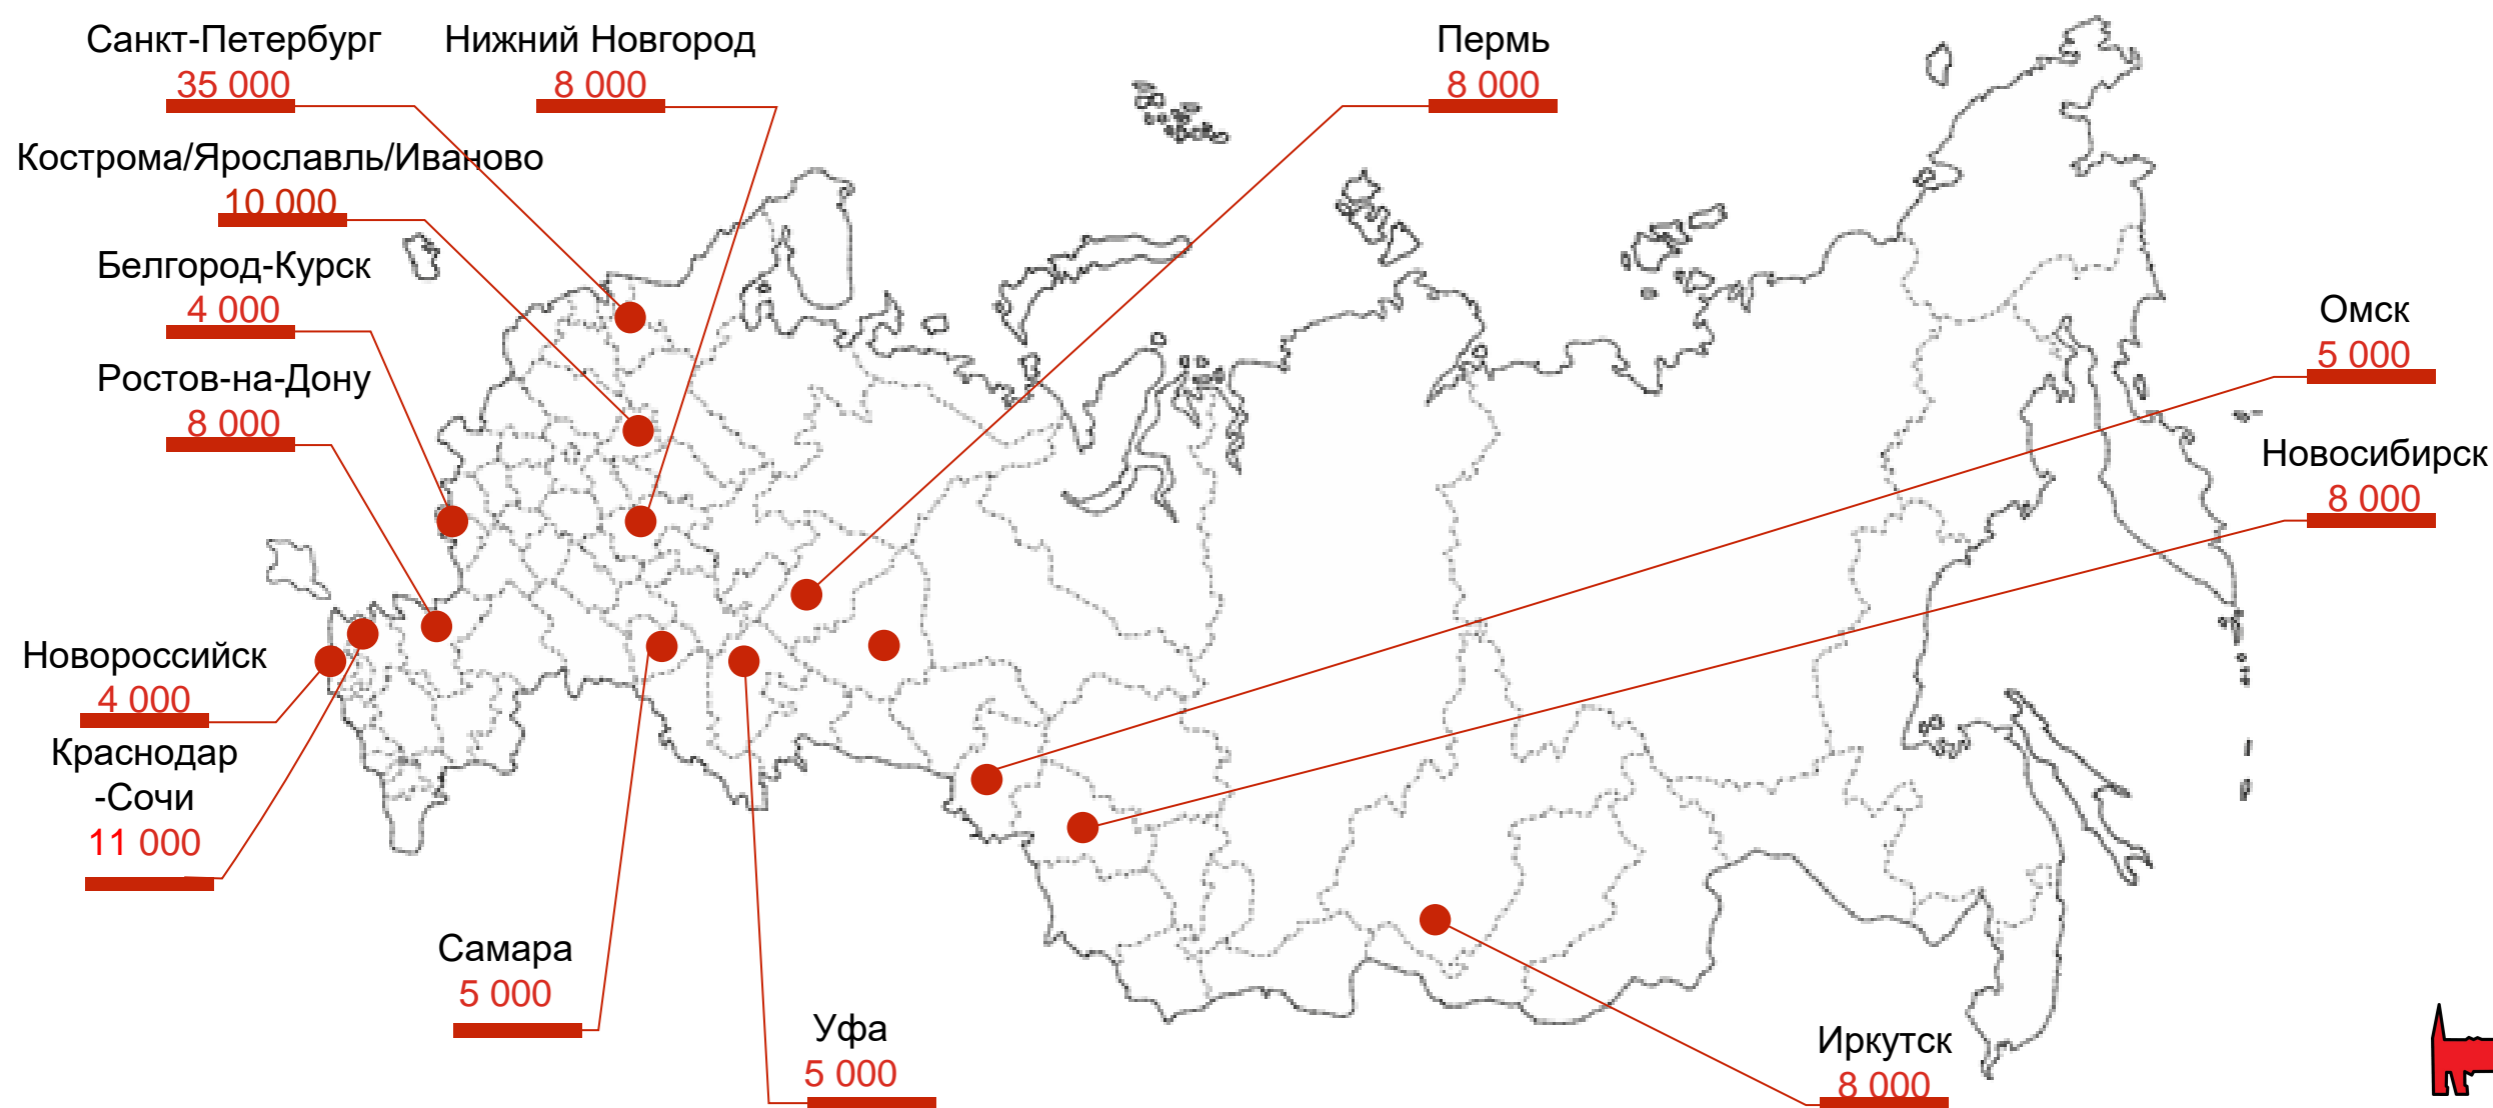 Санкт-Петербург
35 000
Нижний Новгород
8 000
Пермь
8 000
Кострома/Ярославль/Иваново
10 000
Белгород-Курск
4 000
Ростов-на-Дону
8 000
Омск
5 000
Новосибирск
8 000
Новороссийск
4 000
Краснодар
-Сочи
11 000
Самара
5 000
Уфа
5 000
Иркутск
8 000